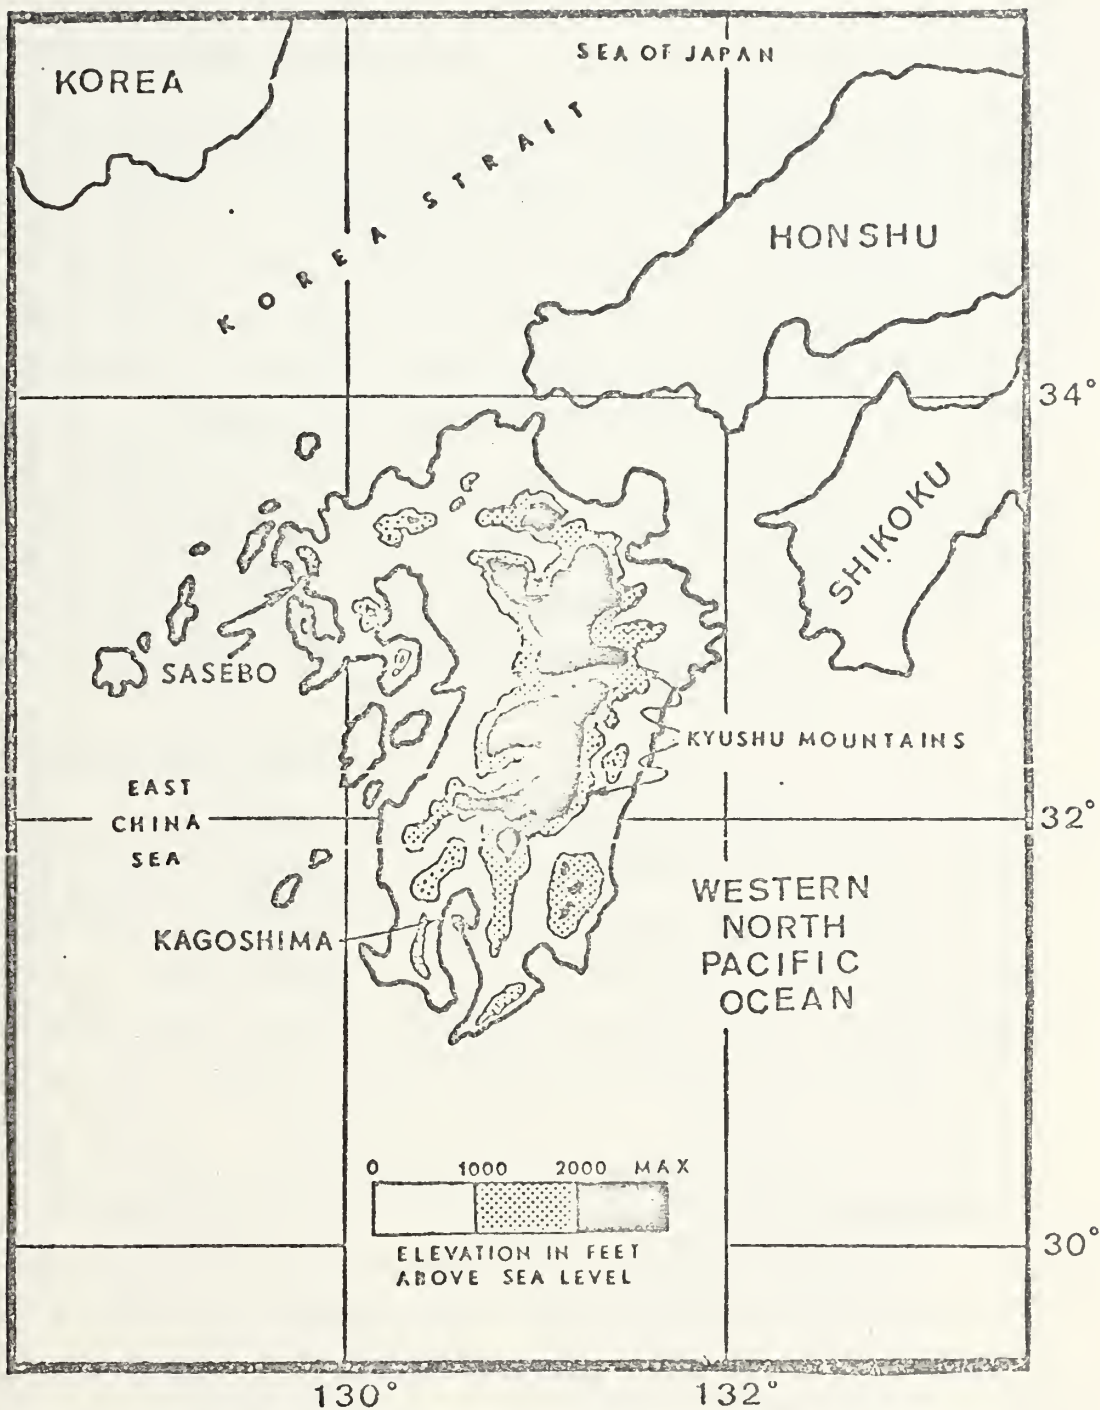 SEA OF JAPAN
KOREA
KOREA STRAIT
HONSHU
34°
SHIKOKU
SASEBO
KYUSHU MOUNTAINS
EAST
CHINA
SEA
32°
WESTERN
NORTH
PACIFIC
OCEAN
KAGOSHIMA
0 1000 2000 MAX
ELEVATION IN FEET
ABOVE SEA LEVEL
30°
130° 132°